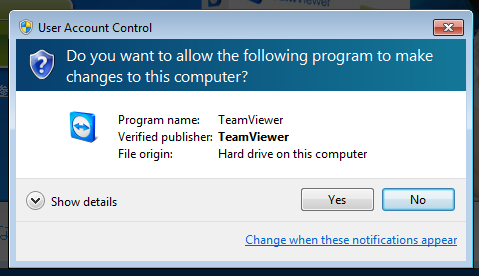 User Account Control
Do you want to allow the following program to make
changes to this computer?
Program name: TeamViewer
Verified publisher: TeamViewer
File origin: Hard drive on this computer
Show details
Yes
No
Change when these notifications appear